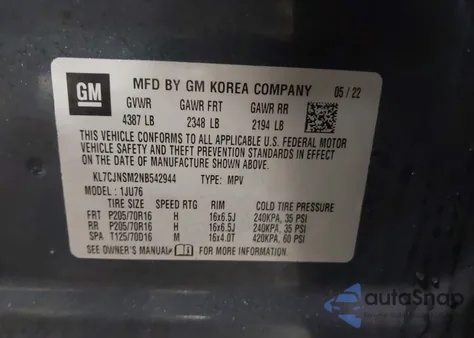 GM
MFD BY GM KOREA COMPANY 05/22
GVWR GAWR FRT GAWR RR
4387 LB 2348 LB 2194 LB
THIS VEHICLE CONFORMS TO ALL APPLICABLE U.S. FEDERAL MOTOR
VEHICLE SAFETY AND THEFT PREVENTION STANDARDS IN EFFECT ON
THE DATE OF MANUFACTURE SHOWN ABOVE.
KL7CJNSM2NB542944 TYPE: MPV
MODEL: 1JU76
TIRE SIZE SPEED RTG RIM COLD TIRE PRESSURE
FRT P205/70R16 H 16x6.5J 240KPA, 35 PSI
RR P205/70R16 H 16x6.5J 240KPA, 35 PSI
SPA T125/70D16 M 16x4.0T 420KPA, 60 PSI
SEE OWNER'S MANUAL FOR ADDITIONAL INFORMATION.
autoSnap